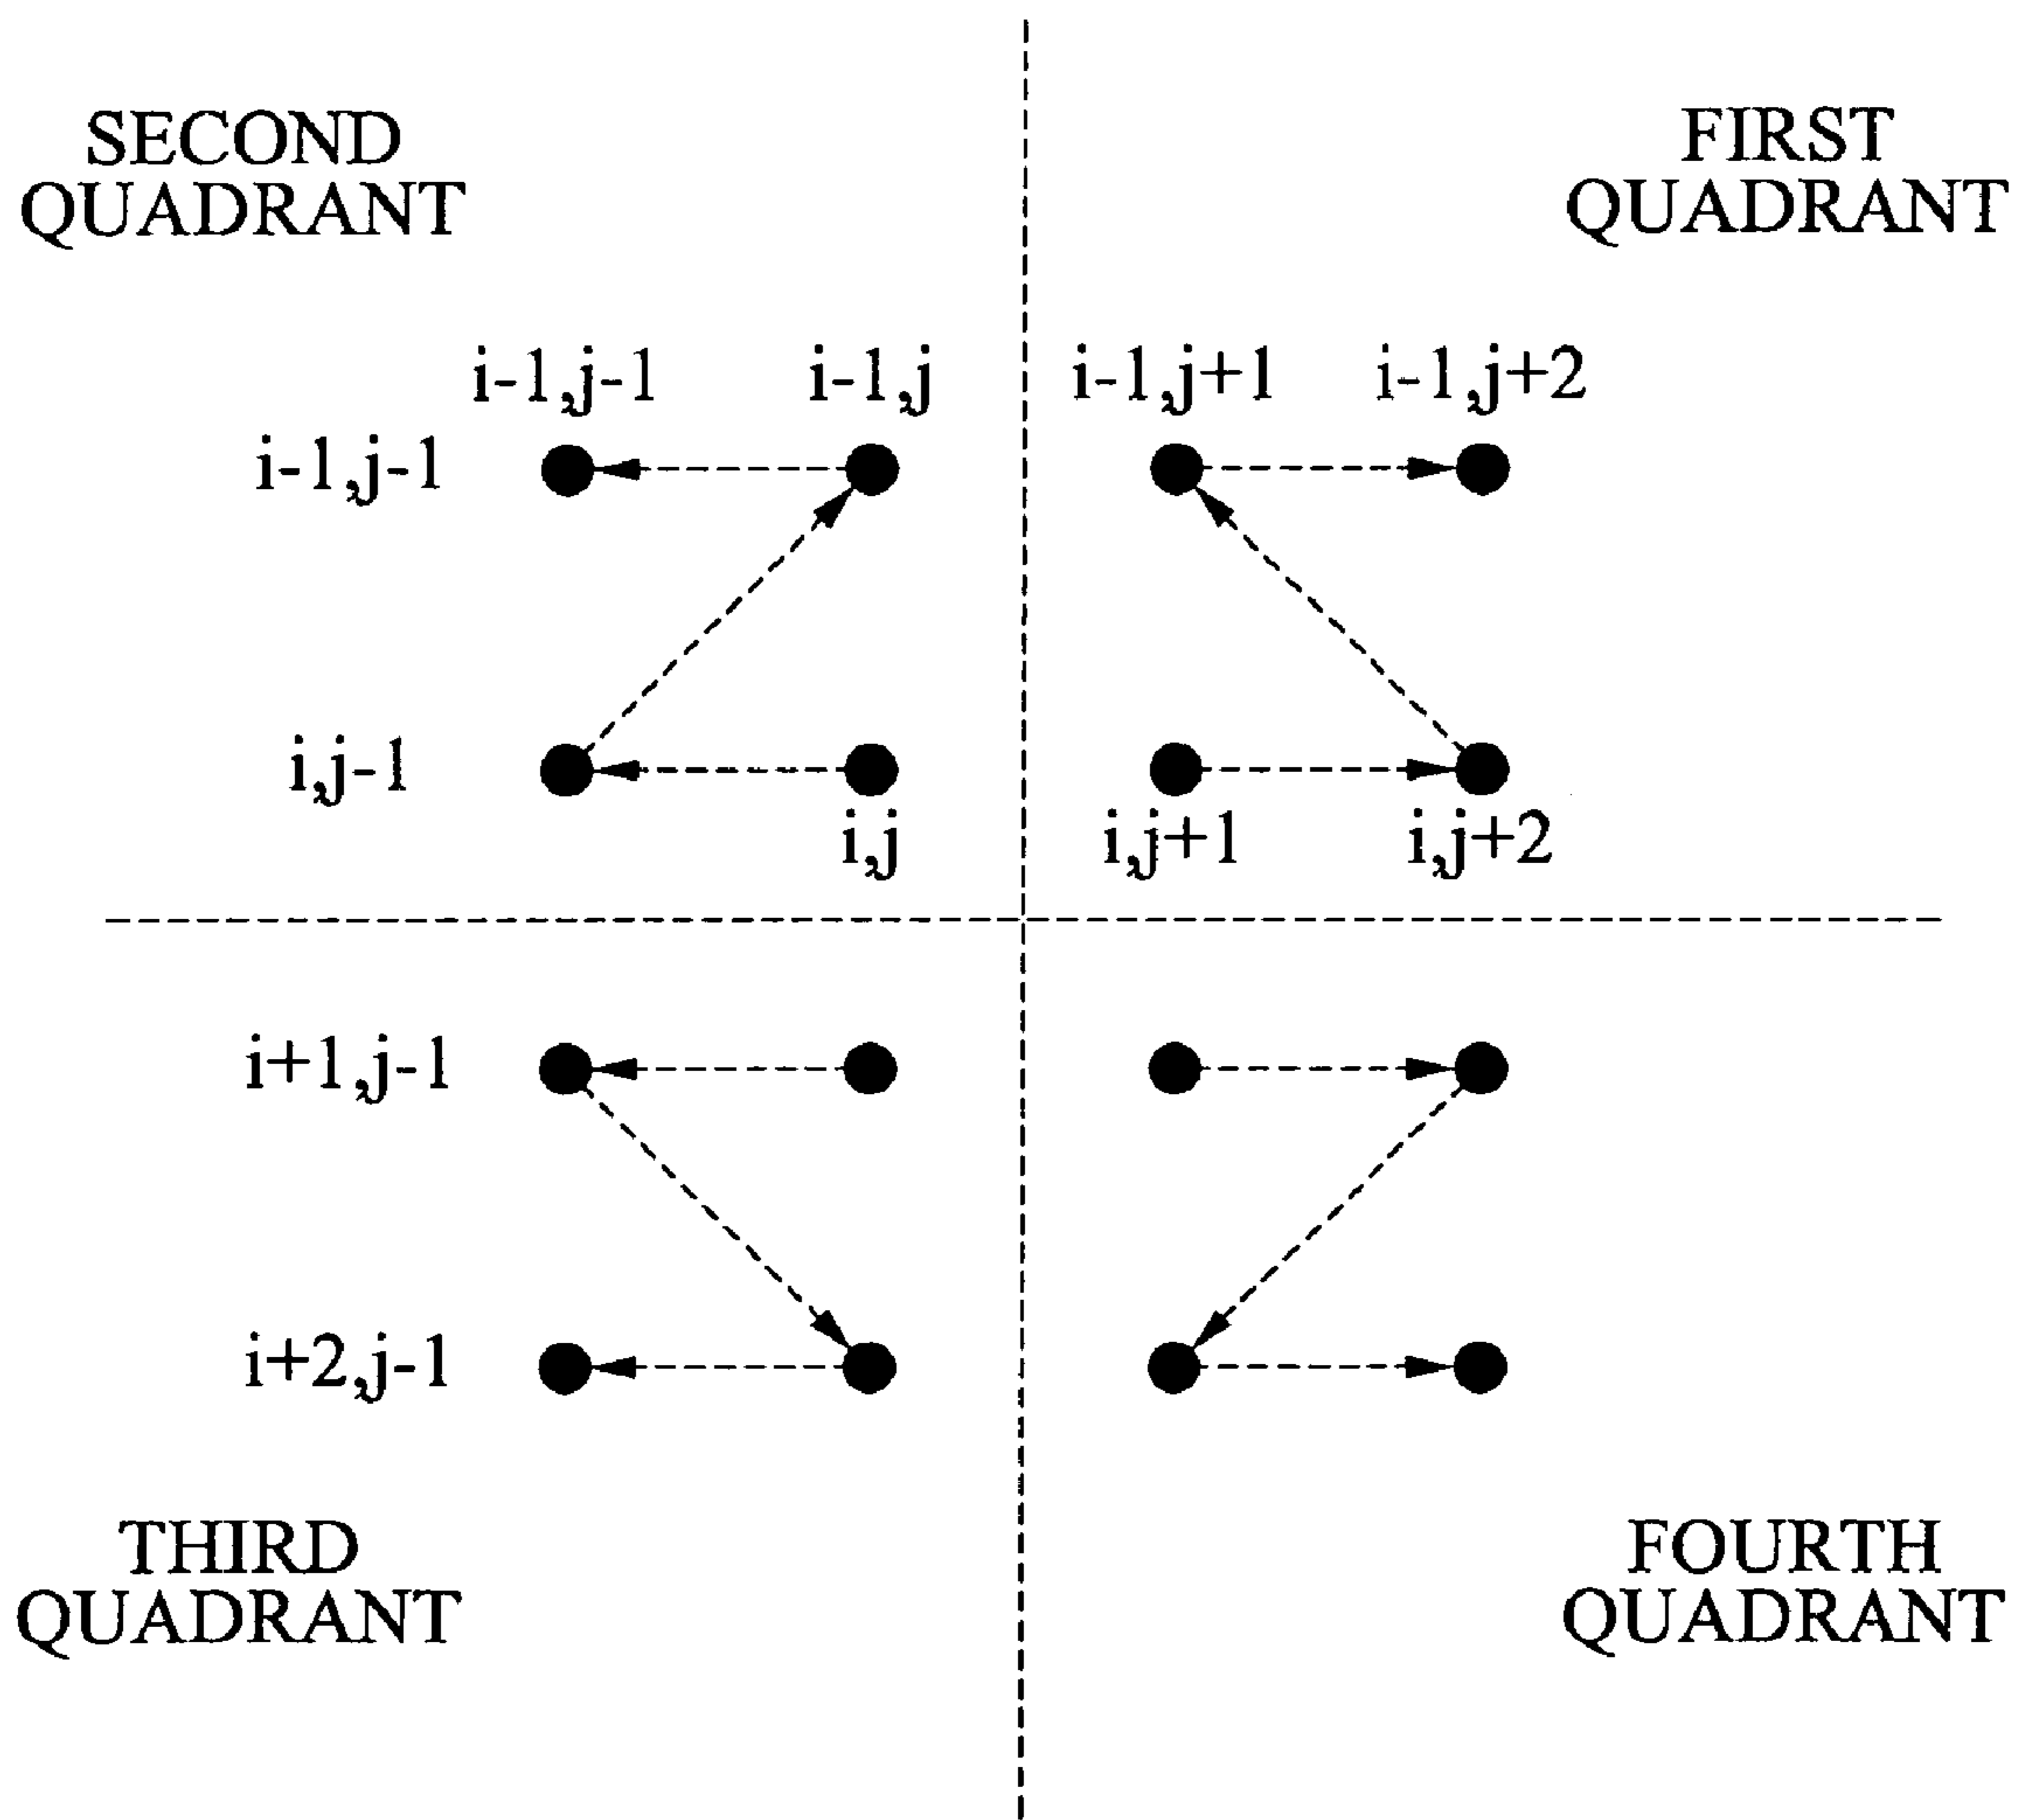 SECOND
QUADRANT
FIRST
QUADRANT
i-1,j-1
i-1,j
i-1,j+1
i-1,j+2
i-1,j-1
i,j-1
i,j
i,j+1
i,j+2
i+1,j-1
i+2,j-1
THIRD
QUADRANT
FOURTH
QUADRANT